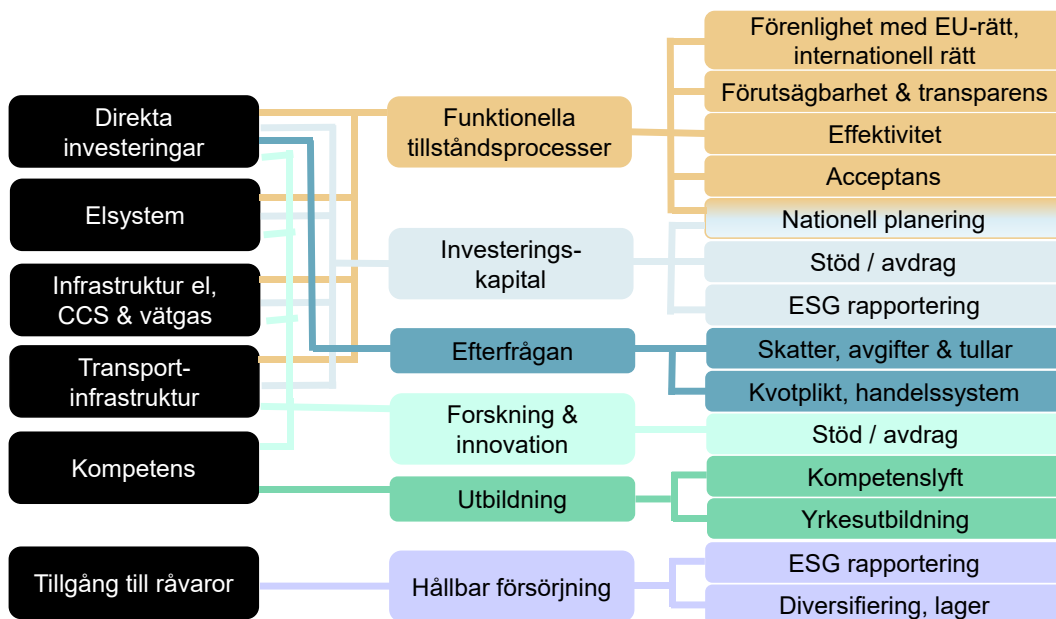 Direkta
investeringar
Elsystem
Infrastruktur el,
CCS & vätgas
Transport-
infrastruktur
Kompetens
Tillgång till råvaror
Funktionella
tillståndsprocesser
Investerings-
kapital
Efterfrågan
Forskning &
innovation
Utbildning
Hållbar försörjning
Förenlighet med EU-rätt,
internationell rätt
Förutsägbarhet & transparens
Effektivitet
Acceptans
Nationell planering
Stöd / avdrag
ESG rapportering
Skatter, avgifter & tullar
Kvotplikt, handelssystem
Stöd / avdrag
Kompetenslyft
Yrkesutbildning
ESG rapportering
Diversifiering, lager